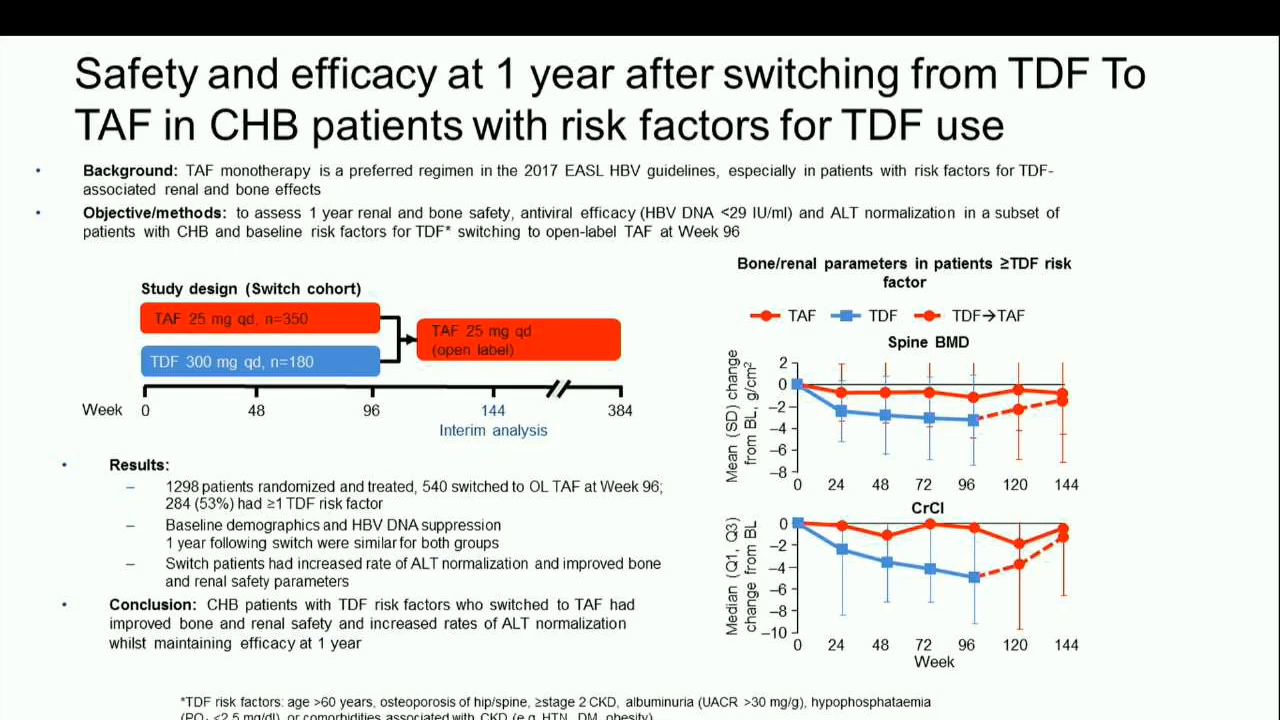 Safety and efficacy at 1 year after switching from TDF To
TAF in CHB patients with risk factors for TDF use
• Background: TAF monotherapy is a preferred regimen in the 2017 EASL HBV guidelines, especially in patients with risk factors for TDF-
associated renal and bone effects
• Objective/methods: to assess 1 year renal and bone safety, antiviral efficacy (HBV DNA <29 IU/ml) and ALT normalization in a subset of
patients with CHB and baseline risk factors for TDF* switching to open-label TAF at Week 96
Study design (Switch cohort)
TAF 25 mg qd, n=350
TDF 300 mg qd, n=180
TAF 25 mg qd
(open label)
Week 0 48 96 144 384
Interim analysis
• Results:
– 1298 patients randomized and treated, 540 switched to OL TAF at Week 96;
284 (53%) had ≥1 TDF risk factor
– Baseline demographics and HBV DNA suppression
1 year following switch were similar for both groups
– Switch patients had increased rate of ALT normalization and improved bone
and renal safety parameters
• Conclusion: CHB patients with TDF risk factors who switched to TAF had
improved bone and renal safety and increased rates of ALT normalization
whilst maintaining efficacy at 1 year
Bone/renal parameters in patients ≥TDF risk
factor
TAF TDF TDF→TAF
Spine BMD
Mean (SD) change
from BL, g/cm²
2
0
–2
–4
–6
–8
0 24 48 72 96 120 144
CrCl
Median (Q1, Q3)
change from BL
0
–2
–4
–6
–8
–10
0 24 48 72 96 120 144
Week
*TDF risk factors: age >60 years, osteoporosis of hip/spine, ≥stage 2 CKD, albuminuria (UACR >30 mg/g), hypophosphataemia
(PO₄ <2.5 mg/dl), or comorbidities associated with CKD (e.g. HTN, DM, obesity)